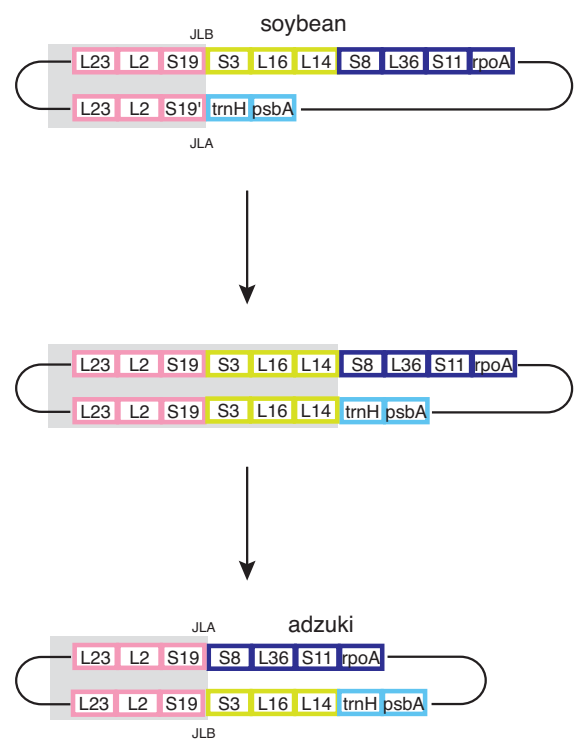 soybean
JLB
L23 L2 S19 S3 L16 L14 S8 L36 S11 rpoA
L23 L2 S19' trnH psbA
JLA
L23 L2 S19 S3 L16 L14 S8 L36 S11 rpoA
L23 L2 S19 S3 L16 L14 trnH psbA
JLA adzuki
L23 L2 S19 S8 L36 S11 rpoA
L23 L2 S19 S3 L16 L14 trnH psbA
JLB